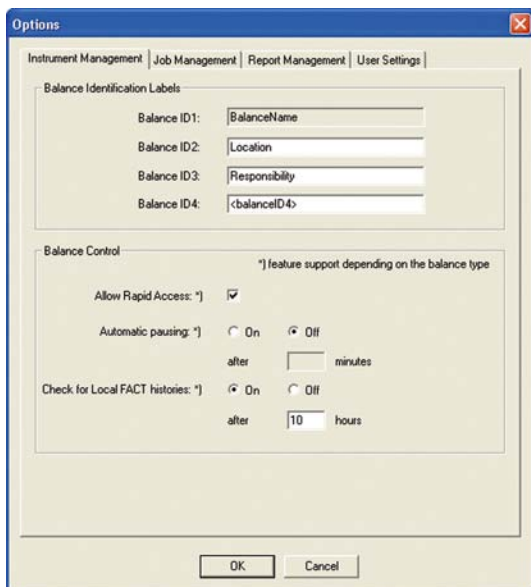 Options
Instrument Management Job Management Report Management User Settings
Balance Identification Labels
Balance ID1: BalanceName
Balance ID2: Location
Balance ID3: Responsibility
Balance ID4: <balanceID4>
Balance Control
*) feature support depending on the balance type
Allow Rapid Access: *)
Automatic pausing: *) On Off
after minutes
Check for Local FACT histories: *) On Off
after 10 hours
OK Cancel